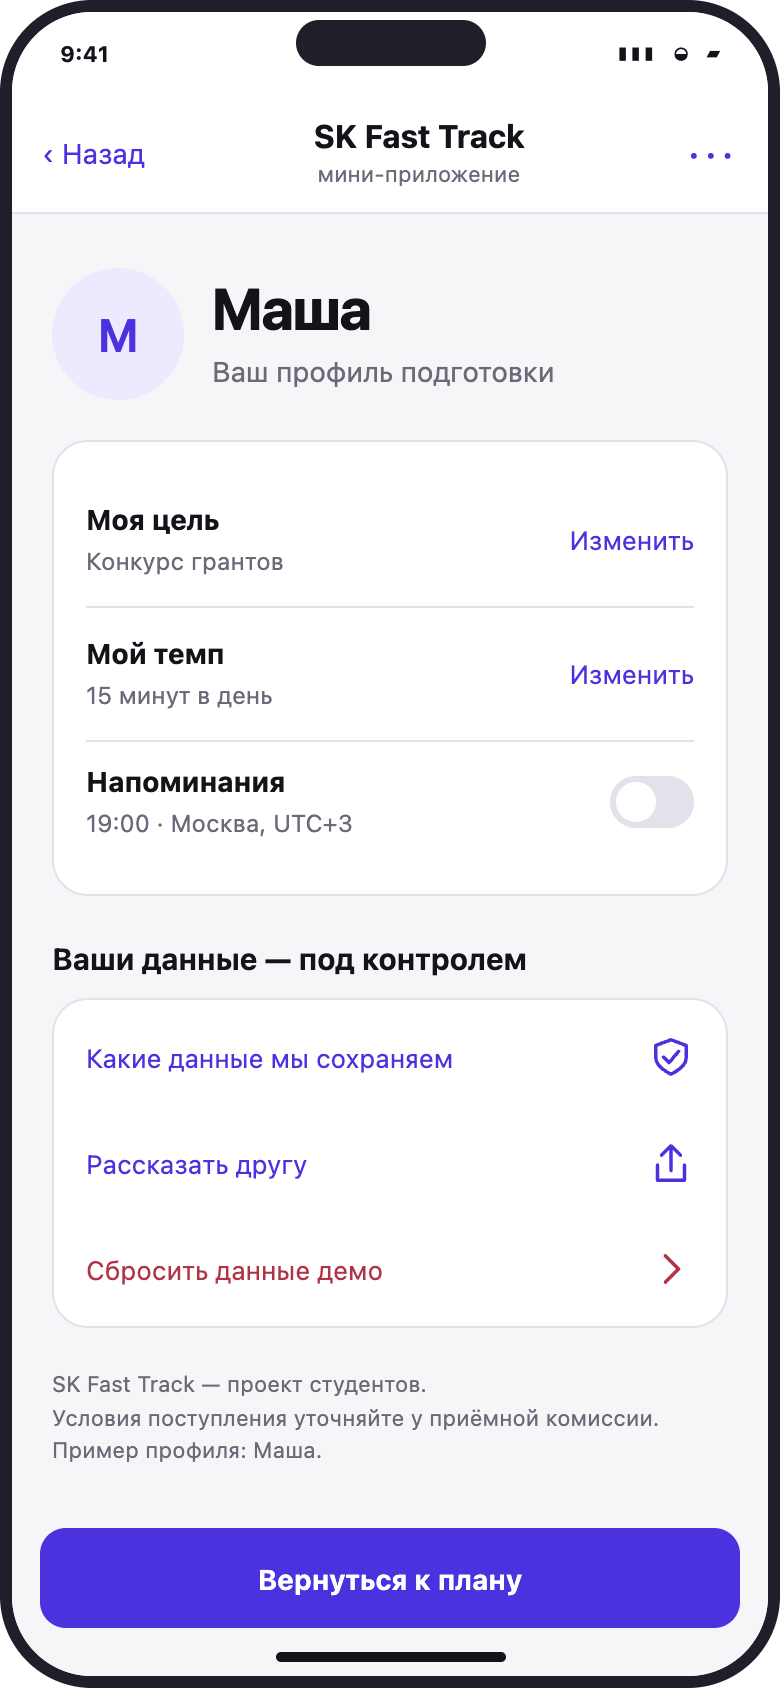 9:41
‹ Назад
SK Fast Track
мини-приложение
М
Маша
Ваш профиль подготовки
Моя цель
Конкурс грантов
Изменить
Мой темп
15 минут в день
Изменить
Напоминания
19:00 · Москва, UTC+3
Ваши данные — под контролем
Какие данные мы сохраняем
Рассказать другу
Сбросить данные демо
SK Fast Track — проект студентов.
Условия поступления уточняйте у приёмной комиссии.
Пример профиля: Маша.
Вернуться к плану